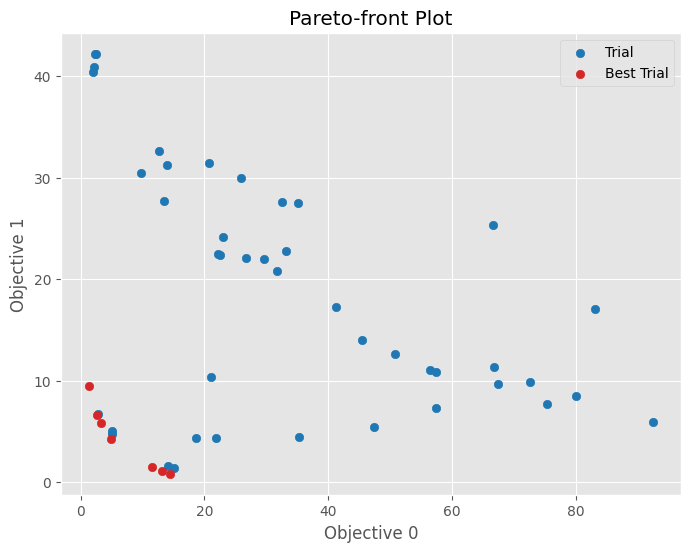 Pareto-front Plot
Trial
Best Trial
Objective 1
40
30
20
10
0
0 20 40 60 80
Objective 0